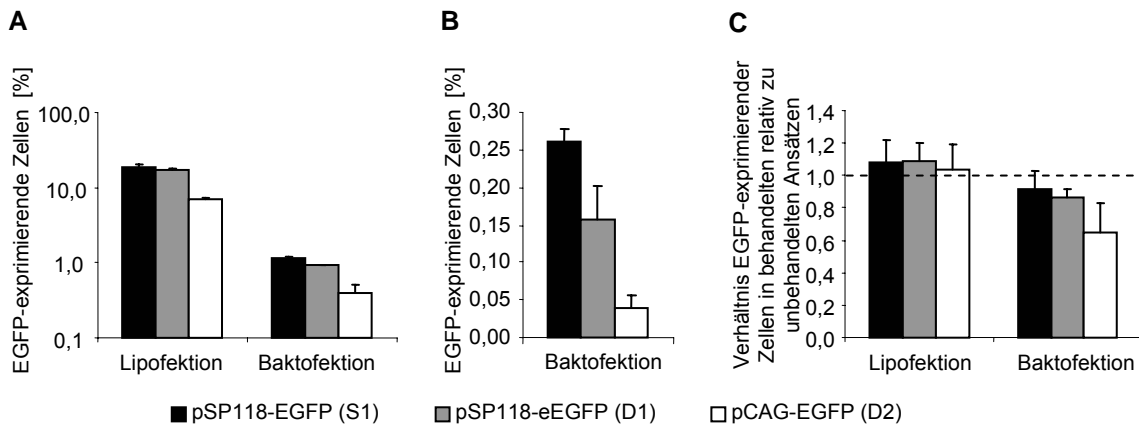 A
EGFP-exprimierende Zellen [%]
100,0
10,0
1,0
0,1
Lipofektion
Baktofektion
B
EGFP-exprimierende Zellen [%]
0,30
0,25
0,20
0,15
0,10
0,05
0,00
Baktofektion
C
Verhältnis EGFP-exprimierender
Zellen in behandelten relativ zu
unbehandelten Ansätzen
1,4
1,2
1,0
0,8
0,6
0,4
0,2
0,0
Lipofektion
Baktofektion
pSP118-EGFP (S1)
pSP118-eEGFP (D1)
pCAG-EGFP (D2)